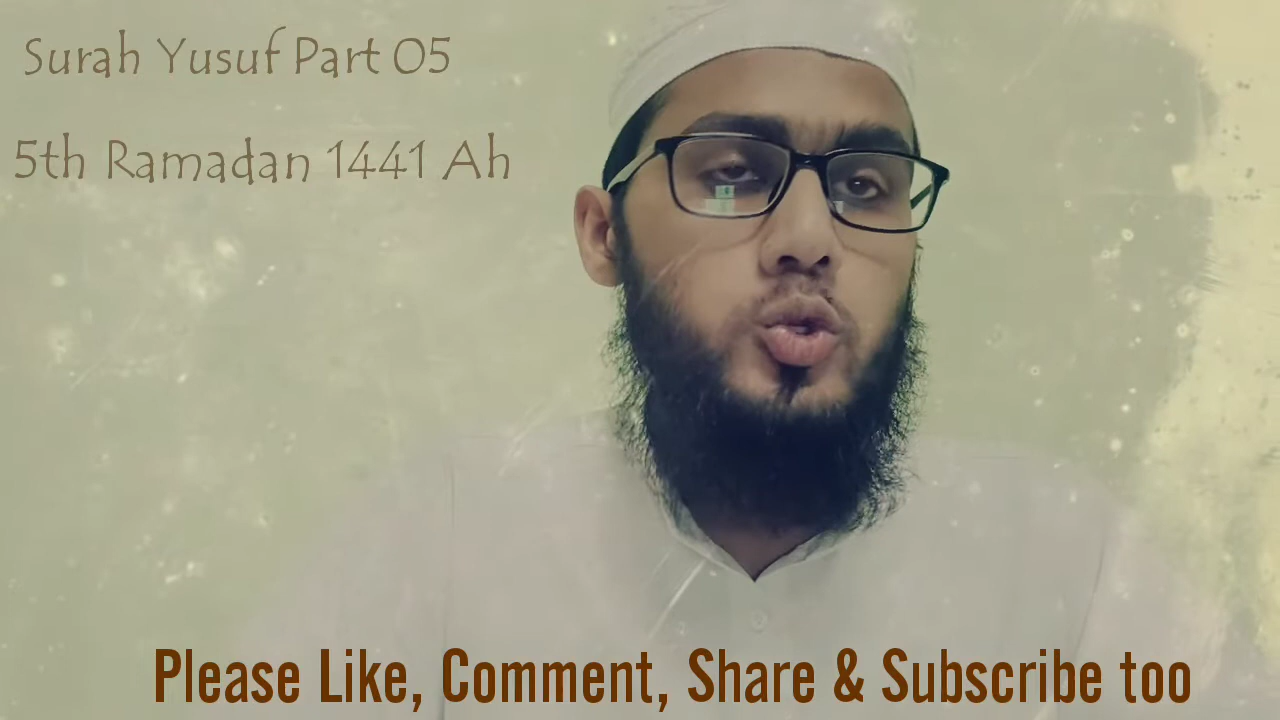 Surah Yusuf Part 05
5th Ramadan 1441 Ah
Please Like, Comment, Share & Subscribe too